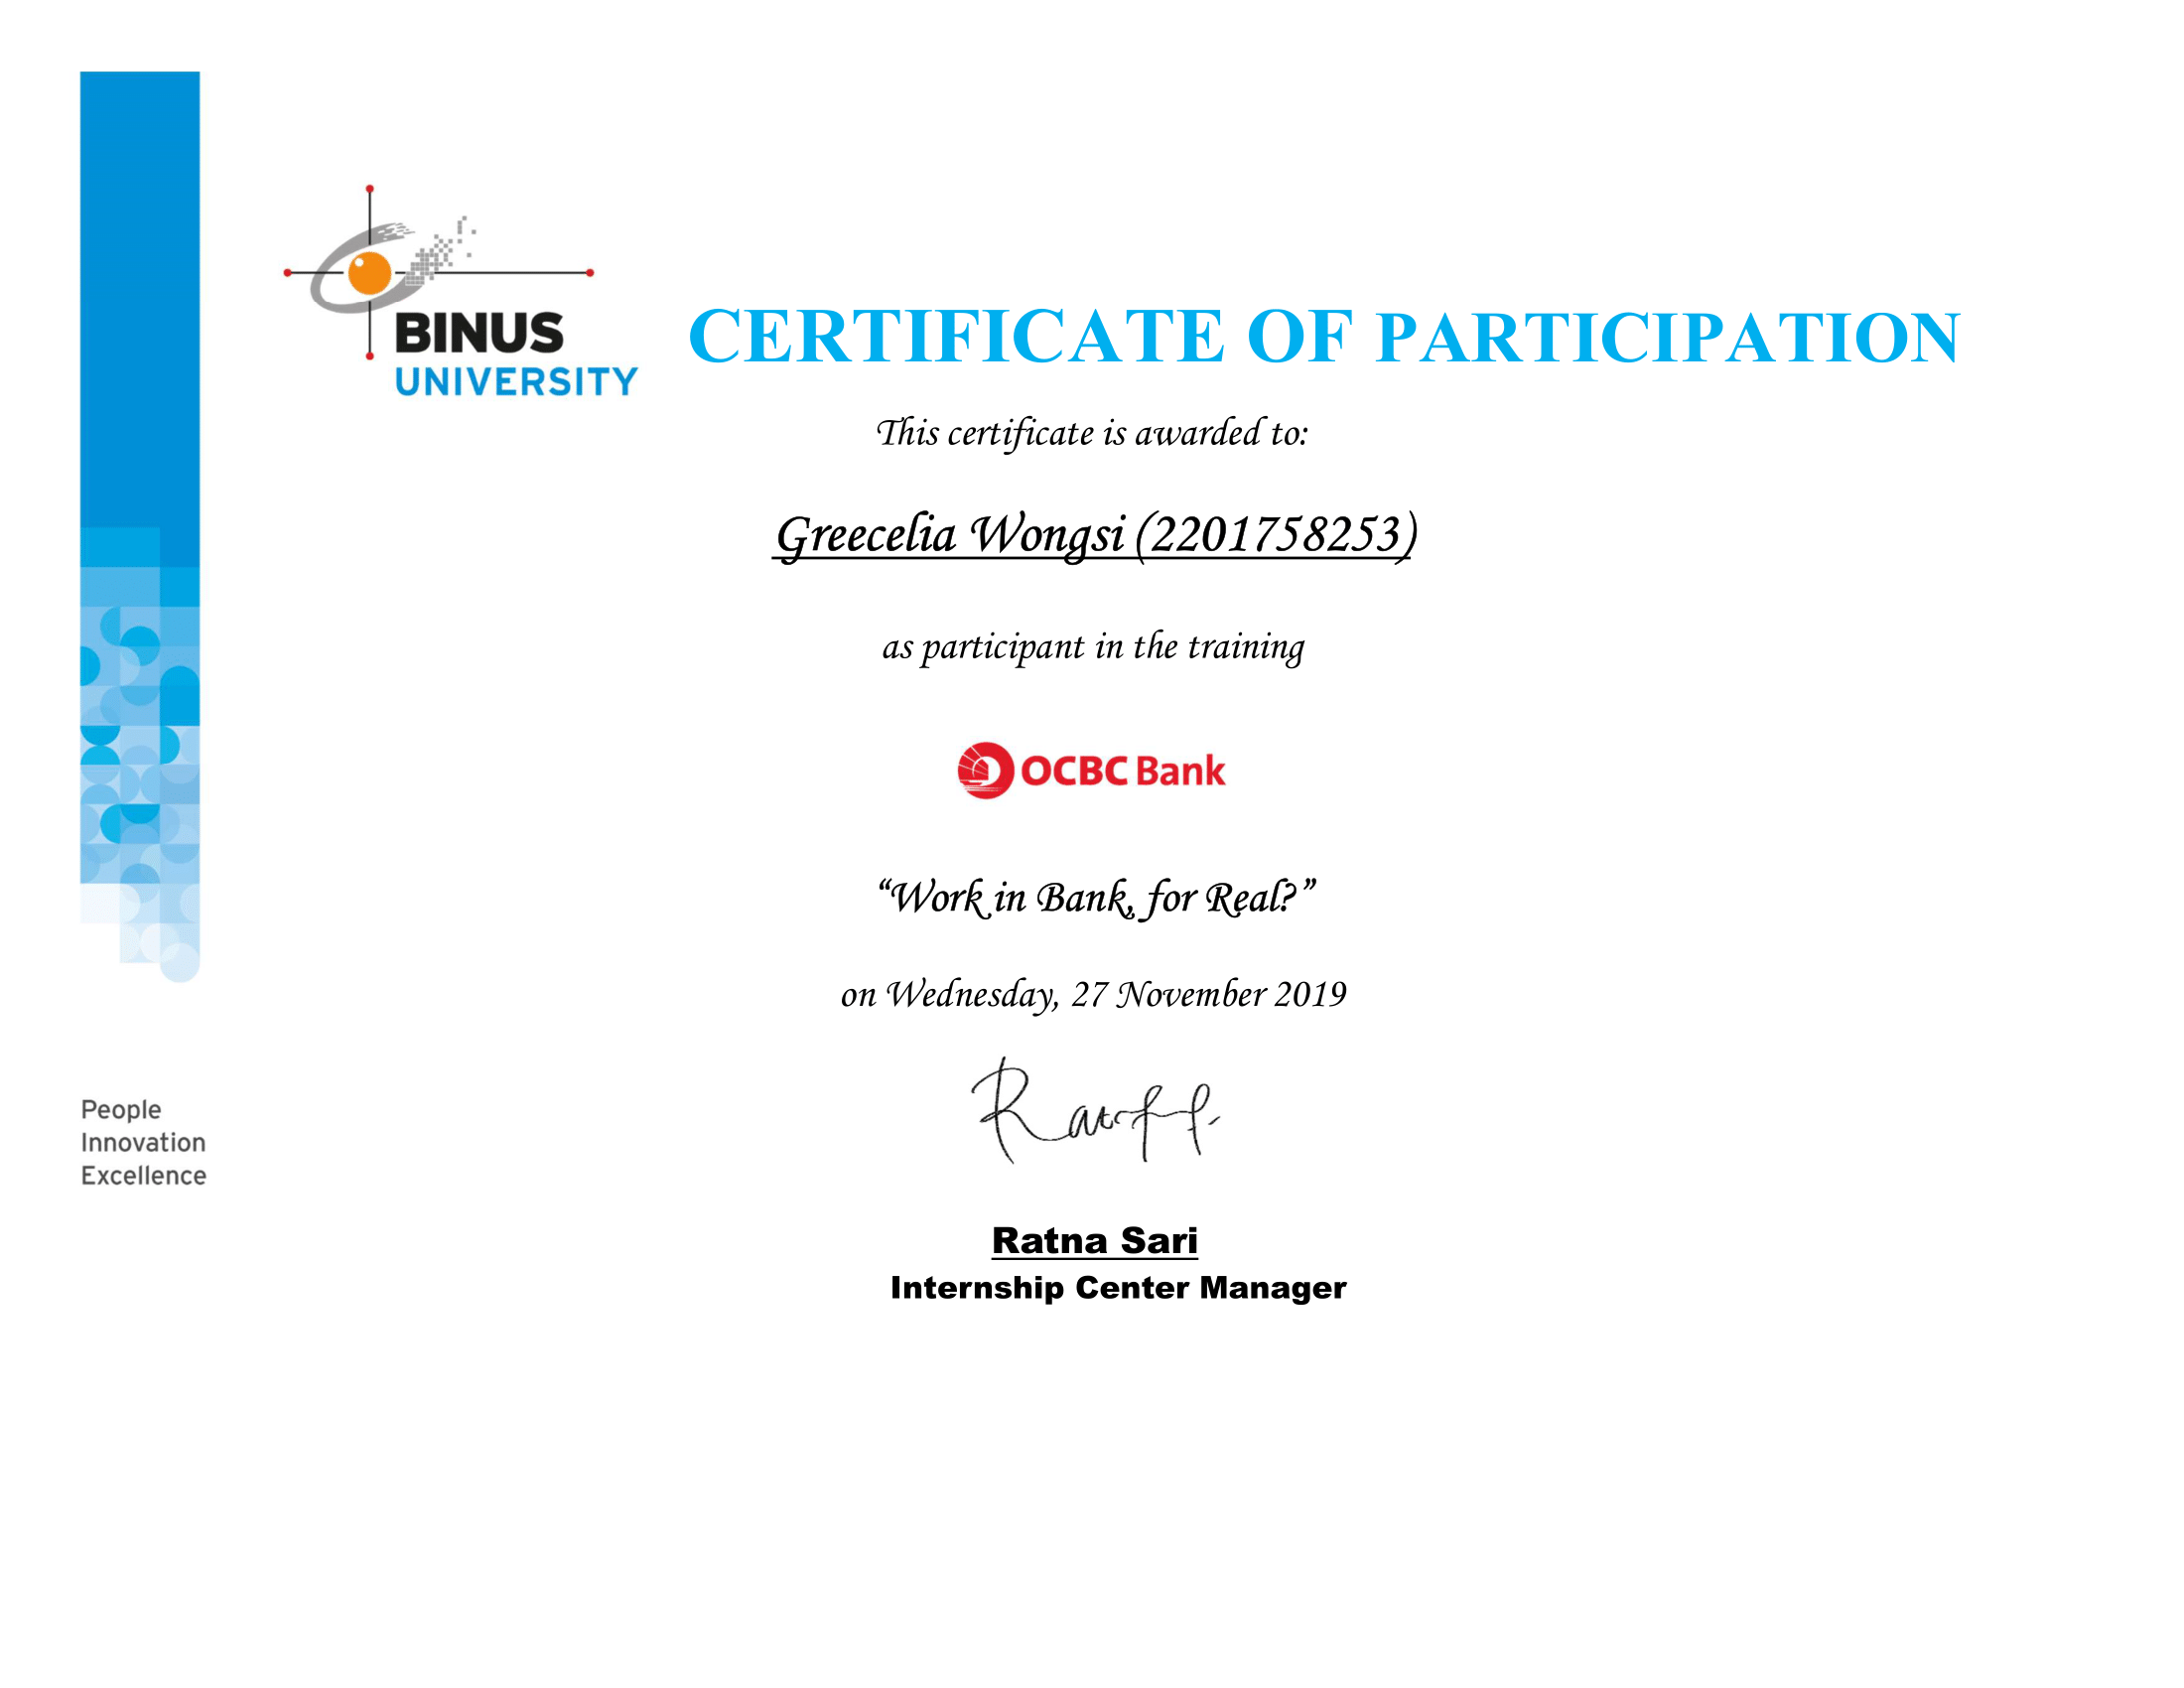 BINUS
UNIVERSITY
CERTIFICATE OF PARTICIPATION
This certificate is awarded to:
Greecelia Wongsi (2201758253)
as participant in the training
OCBC Bank
“Work in Bank, for Real?”
on Wednesday, 27 November 2019
People
Innovation
Excellence
Ratna Sari
Internship Center Manager